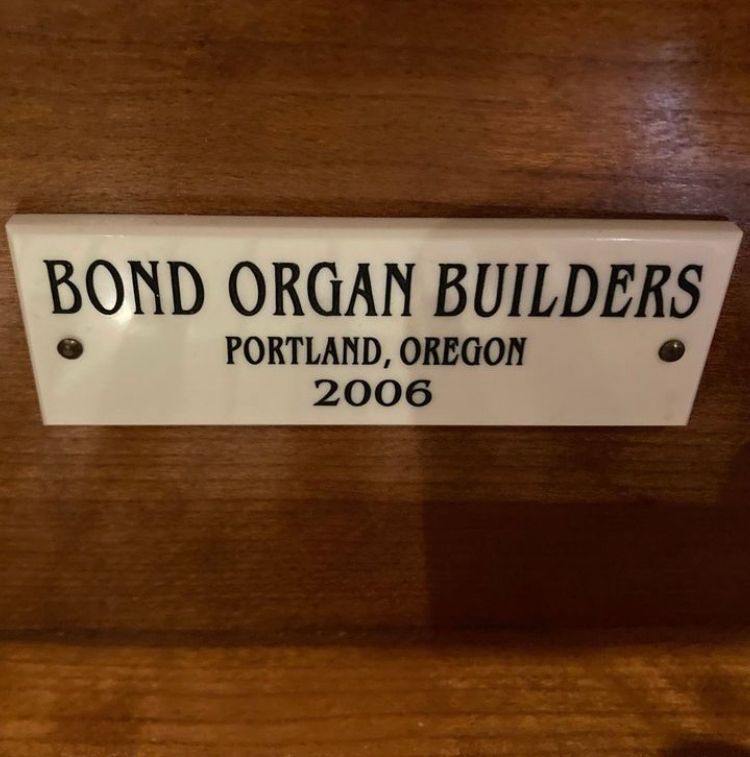 BOND ORGAN BUILDERS
PORTLAND, OREGON
2006